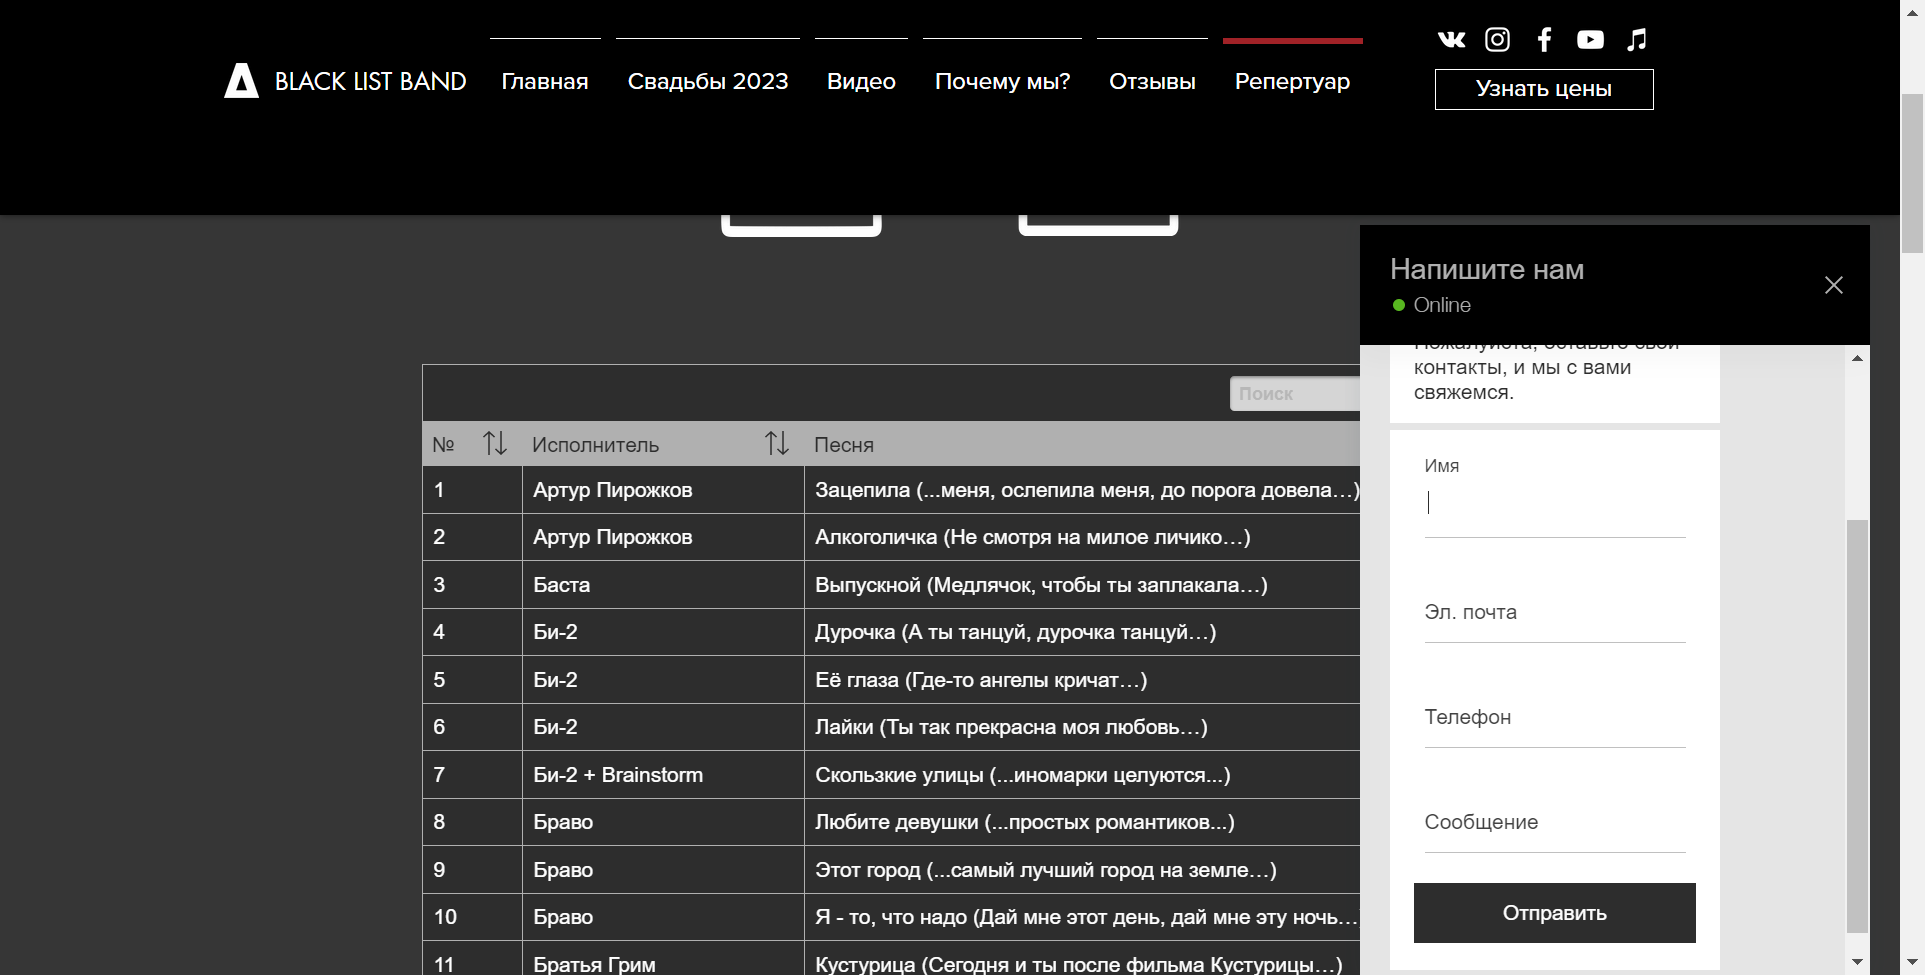 BLACK LIST BAND
Главная
Свадьбы 2023
Видео
Почему мы?
Отзывы
Репертуар
Узнать цены
Напишите нам
Online
Пожалуйста, оставьте свои
контакты, и мы с вами
свяжемся.
Поиск
№ Исполнитель Песня
1 Артур Пирожков Зацепила (...меня, ослепила меня, до порога довела…)
2 Артур Пирожков Алкоголичка (Не смотря на милое личико…)
3 Баста Выпускной (Медлячок, чтобы ты заплакала…)
4 Би-2 Дурочка (А ты танцуй, дурочка танцуй…)
5 Би-2 Её глаза (Где-то ангелы кричат…)
6 Би-2 Лайки (Ты так прекрасна моя любовь…)
7 Би-2 + Brainstorm Скользкие улицы (...иномарки целуются...)
8 Браво Любите девушки (...простых романтиков...)
9 Браво Этот город (...самый лучший город на земле…)
10 Браво Я - то, что надо (Дай мне этот день, дай мне эту ночь…
11 Братья Грим Кустурица (Сегодня и ты после фильма Кустурицы…)
Имя
Эл. почта
Телефон
Сообщение
Отправить